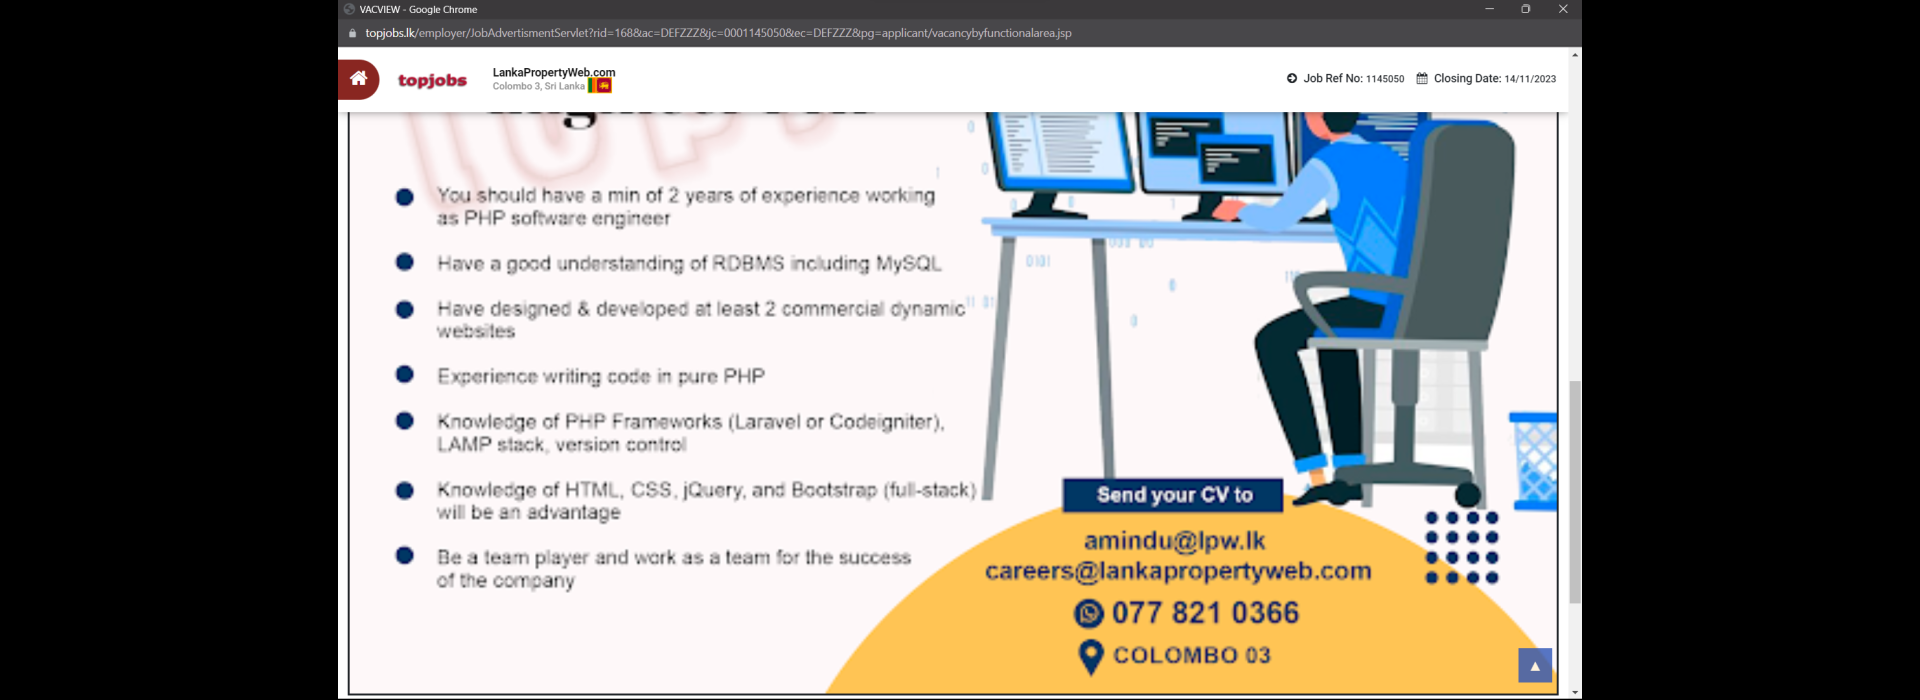 VACVIEW - Google Chrome
topjobs.lk/employer/JobAdvertismentServlet?rid=168&ac=DEFZZZ&jc=0001145050&ec=DEFZZZ&pg=applicant/vacancybyfunctionalarea.jsp
topjobs
LankaPropertyWeb.com
Colombo 3, Sri Lanka
Job Ref No: 1145050
Closing Date: 14/11/2023
You should have a min of 2 years of experience working
as PHP software engineer
Have a good understanding of RDBMS including MySQL
Have designed & developed at least 2 commercial dynamic
websites
Experience writing code in pure PHP
Knowledge of PHP Frameworks (Laravel or Codeigniter),
LAMP stack, version control
Knowledge of HTML, CSS, jQuery, and Bootstrap (full-stack)
will be an advantage
Be a team player and work as a team for the success
of the company
Send your CV to
amindu@lpw.lk
careers@lankapropertyweb.com
077 821 0366
COLOMBO 03